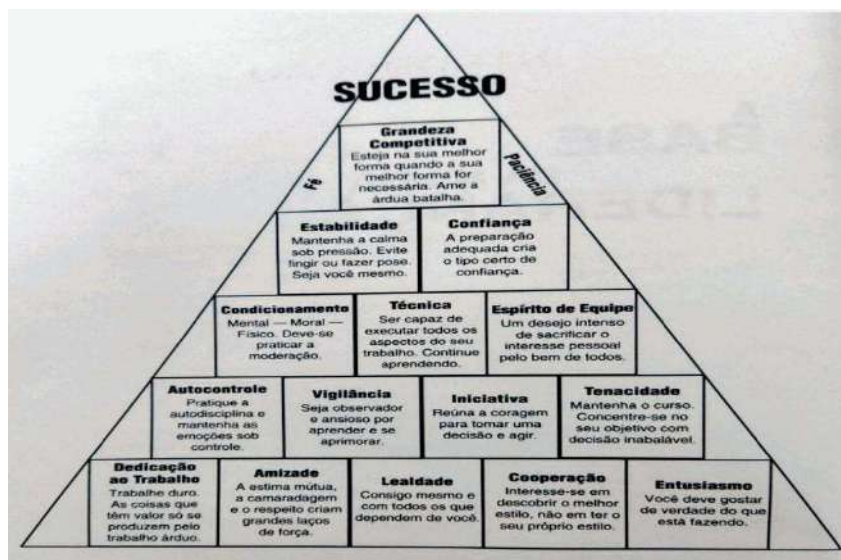 SUCESSO
Grandeza
Competitiva
Esteja na sua melhor
forma quando a sua
melhor forma for
necessária. Ame a
árdua batalha.
Fé
Paciência
Estabilidade
Mantenha a calma
sob pressão. Evite
fingir ou fazer pose.
Seja você mesmo.
Confiança
A preparação
adequada cria
o tipo certo de
confiança.
Condicionamento
Mental — Moral —
Físico. Deve-se
praticar a
moderação.
Técnica
Ser capaz de
executar todos os
aspectos do seu
trabalho. Continue
aprendendo.
Espírito de Equipe
Um desejo intenso
de sacrificar o
interesse pessoal
pelo bem de todos.
Autocontrole
Pratique a
autodisciplina e
mantenha as
emoções sob
controle.
Vigilância
Seja observador
e ansioso por
aprender e se
aprimorar.
Iniciativa
Reúna a coragem
para tomar uma
decisão e agir.
Tenacidade
Mantenha o curso.
Concentre-se no
seu objetivo com
decisão inabalável.
Dedicação
ao Trabalho
Trabalhe duro.
As coisas que
têm valor só se
produzem pelo
trabalho árduo.
Amizade
A estima mútua,
a camaradagem
e o respeito criam
grandes laços
de força.
Lealdade
Consigo mesmo e
com todos os que
dependem de você.
Cooperação
Interesse-se em
descobrir o melhor
estilo, não em ter o
seu próprio estilo.
Entusiasmo
Você deve gostar
de verdade do que
está fazendo.